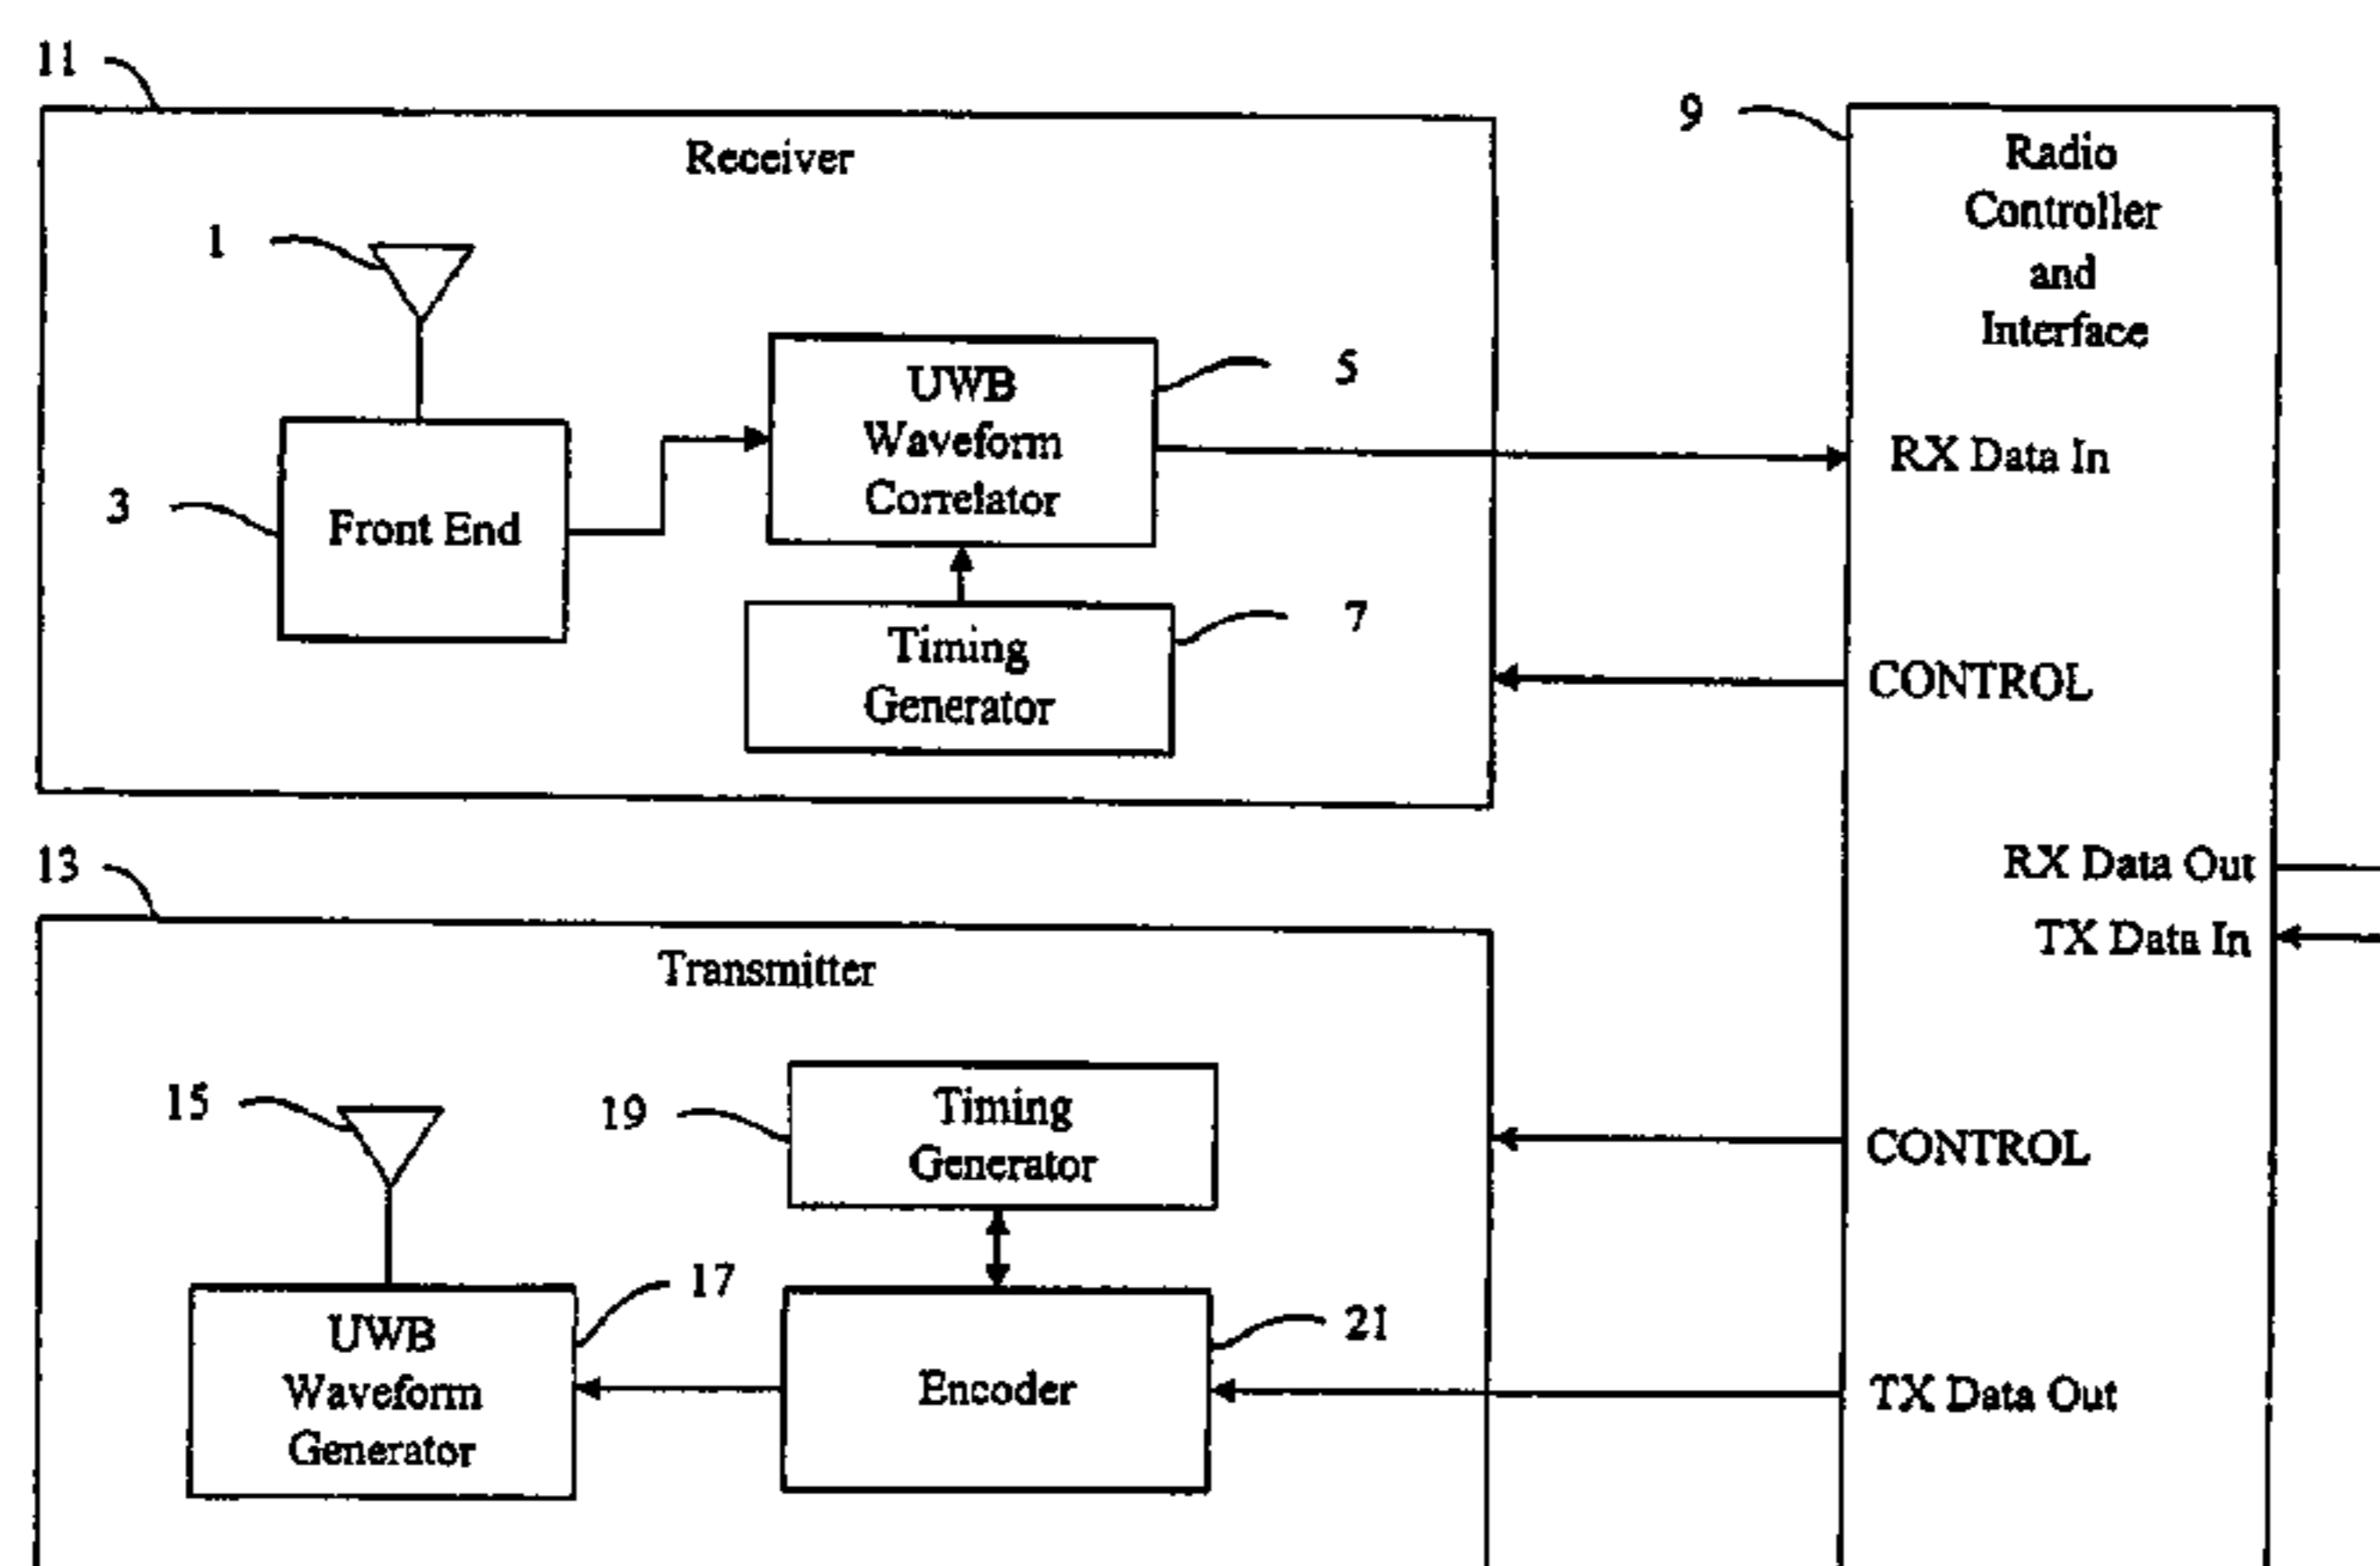 11
Receiver
1
3
Front End
UWB
Waveform
Correlator
5
Timing
Generator
7
9
Radio
Controller
and
Interface
RX Data In
CONTROL
RX Data Out
TX Data In
CONTROL
TX Data Out
13
Transmitter
15
19
Timing
Generator
UWB
Waveform
Generator
17
Encoder
21